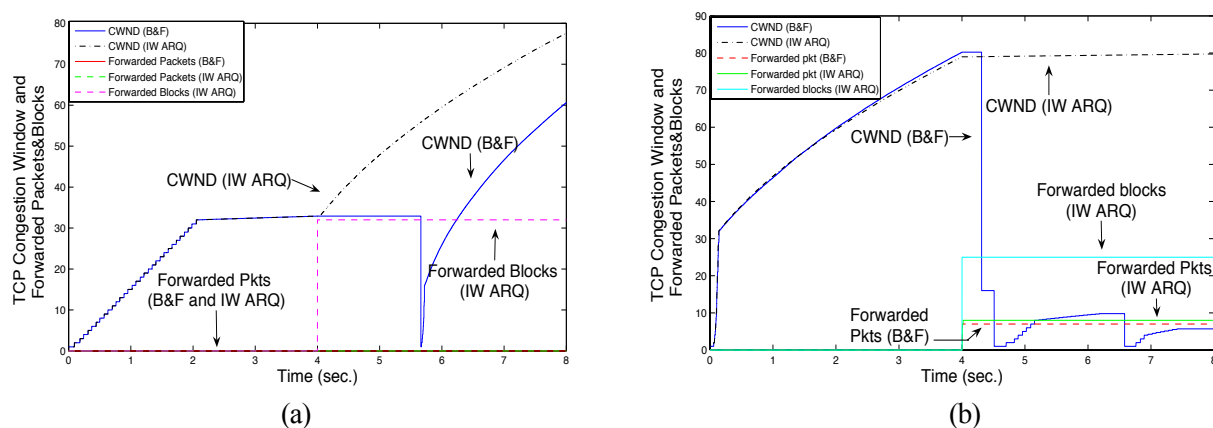 CWND (B&F)
CWND (IW ARQ)
Forwarded Packets (B&F)
Forwarded Packets (IW ARQ)
Forwarded Blocks (IW ARQ)
TCP Congestion Window and
Forwarded Packets&Blocks
80
70
60
50
40
30
20
10
0
CWND (IW ARQ)
CWND (B&F)
Forwarded Pkts
(B&F and IW ARQ)
Forwarded Blocks
(IW ARQ)
0 1 2 3 4 5 6 7 8
Time (sec.)
(a)
CWND (B&F)
CWND (IW ARQ)
Forwarded pkt (B&F)
Forwarded pkt (IW ARQ)
Forwarded blocks (IW ARQ)
TCP Congestion Window and
Forwarded Packets&Blocks
90
80
70
60
50
40
30
20
10
0
CWND (IW ARQ)
CWND (B&F)
Forwarded blocks
(IW ARQ)
Forwarded Pkts
(IW ARQ)
Forwarded
Pkts (B&F)
0 1 2 3 4 5 6 7 8
Time (sec.)
(b)